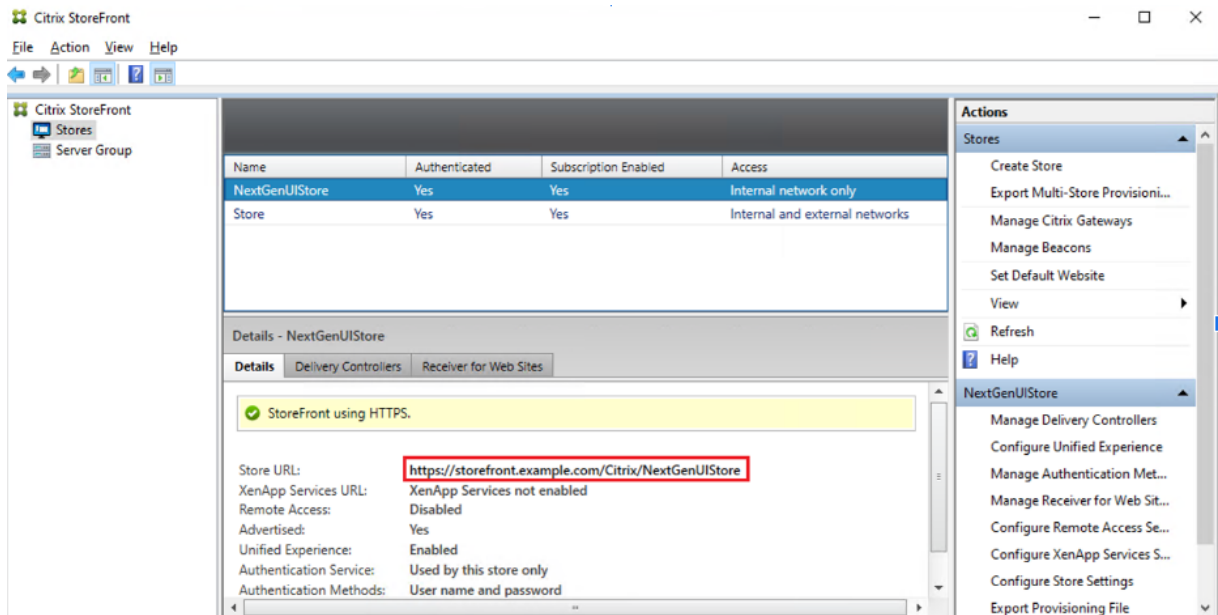 Citrix StoreFront
File Action View Help
Citrix StoreFront
Stores
Server Group
Name Authenticated Subscription Enabled Access
NextGenUIStore Yes Yes Internal network only
Store Yes Yes Internal and external networks
Details - NextGenUIStore
Details Delivery Controllers Receiver for Web Sites
StoreFront using HTTPS.
Store URL: https://storefront.example.com/Citrix/NextGenUIStore
XenApp Services URL: XenApp Services not enabled
Remote Access: Disabled
Advertised: Yes
Unified Experience: Enabled
Authentication Service: Used by this store only
Authentication Methods: User name and password
Actions
Stores
Create Store
Export Multi-Store Provisioni...
Manage Citrix Gateways
Manage Beacons
Set Default Website
View
Refresh
Help
NextGenUIStore
Manage Delivery Controllers
Configure Unified Experience
Manage Authentication Met...
Manage Receiver for Web Sit...
Configure Remote Access Se...
Configure XenApp Services S...
Configure Store Settings
Export Provisioning File